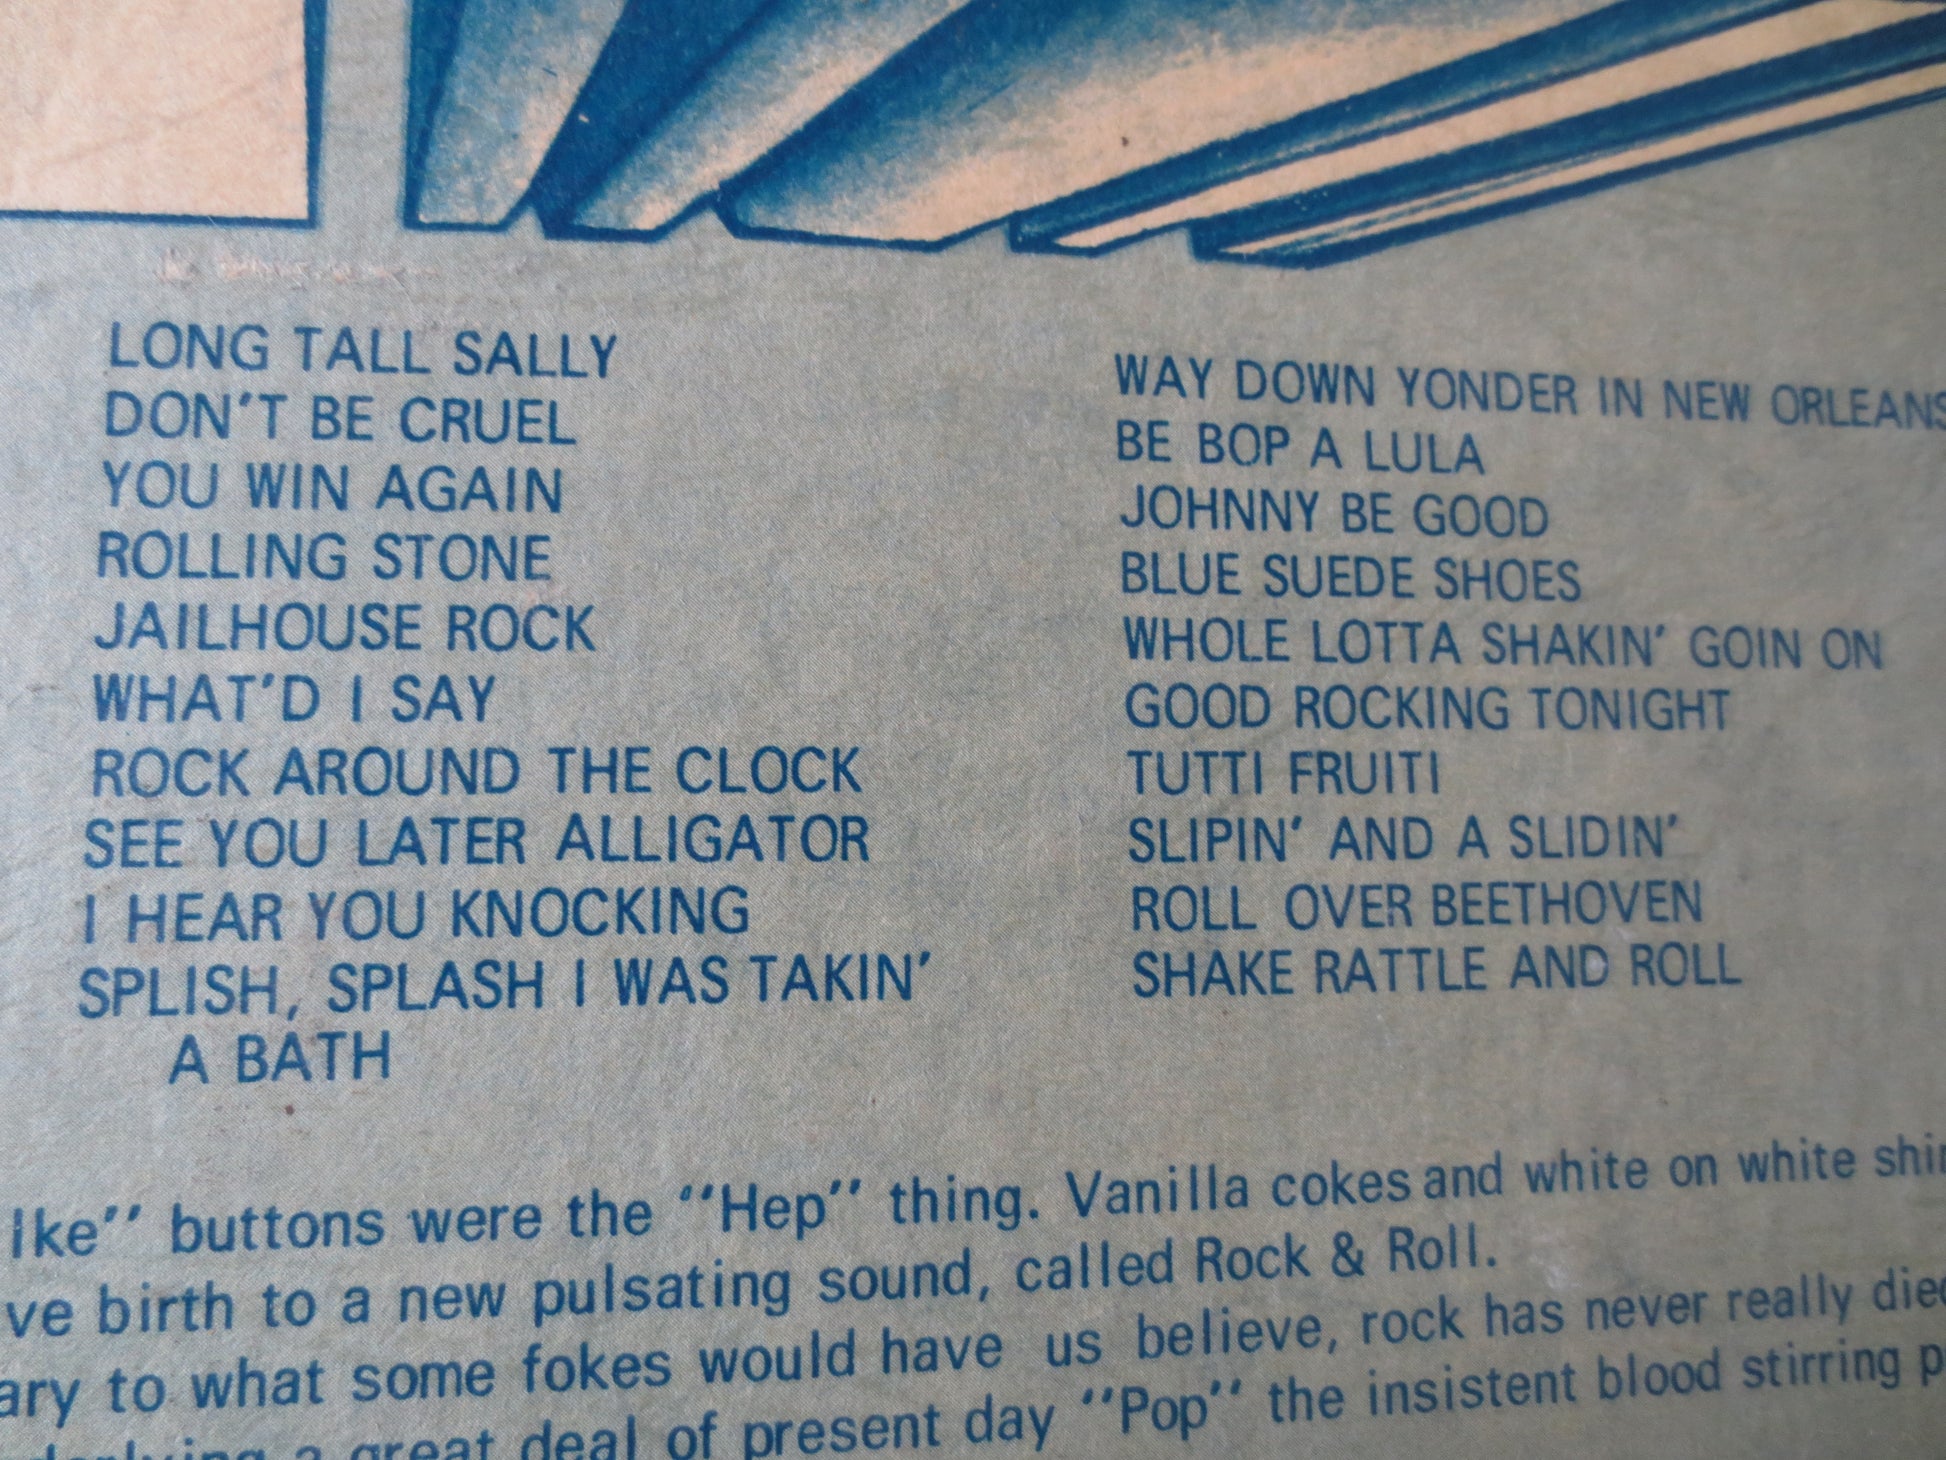 LONG TALL SALLY
DON'T BE CRUEL
YOU WIN AGAIN
ROLLING STONE
JAILHOUSE ROCK
WHAT'D I SAY
ROCK AROUND THE CLOCK
SEE YOU LATER ALLIGATOR
I HEAR YOU KNOCKING
SPLISH, SPLASH I WAS TAKIN'
A BATH
WAY DOWN YONDER IN NEW ORLEANS
BE BOP A LULA
JOHNNY BE GOOD
BLUE SUEDE SHOES
WHOLE LOTTA SHAKIN' GOIN ON
GOOD ROCKING TONIGHT
TUTTI FRUITI
SLIPIN' AND A SLIDIN'
ROLL OVER BEETHOVEN
SHAKE RATTLE AND ROLL
Ike" buttons were the "Hep" thing. Vanilla cokes and white on white
ve birth to a new pulsating sound, called Rock & Roll.
ary to what some fokes would have us believe, rock has never really died
a great deal of present day "Pop" the insistent blood stirring